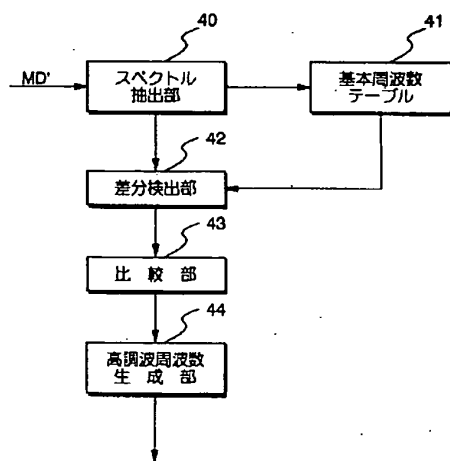 40
41
MD'
スペクトル
抽出部
基本周波数
テーブル
42
差分検出部
43
比較部
44
高調波周波数
生成部